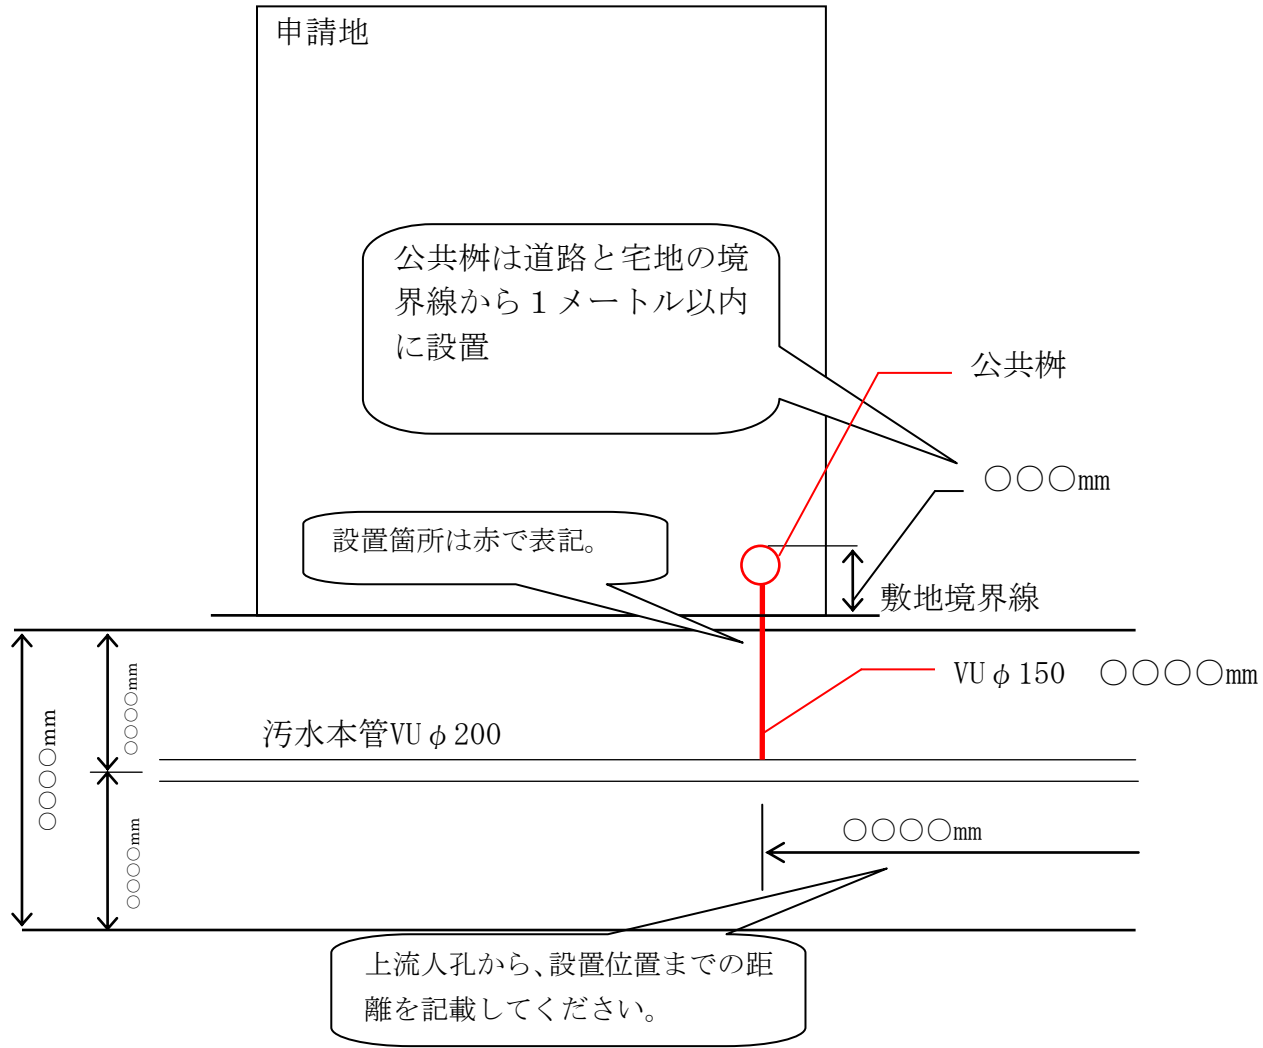 申請地
公共桝は道路と宅地の境
界線から１メートル以内
に設置
公共桝
○○○mm
設置箇所は赤で表記。
敷地境界線
VUφ150　○○○○mm
○○○○mm
○○○○mm
汚水本管VUφ200
○○○○mm
○○○○mm
上流人孔から、設置位置までの距
離を記載してください。